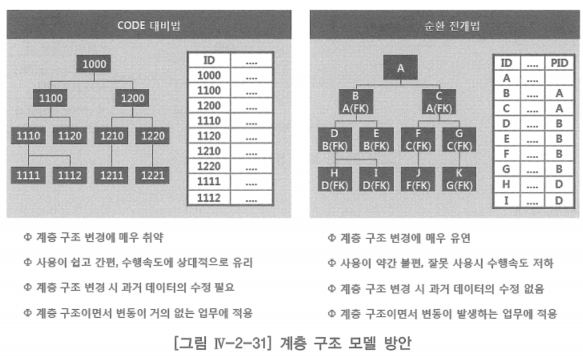 CODE 대비법
1000
1100 1200
1110 1120 1210 1220
1111 1112 1211 1221
ID ....
1000 ....
1100 ....
1200 ....
1110 ....
1120 ....
1210 ....
1220 ....
1111 ....
1112 ....
Φ 계층 구조 변경에 매우 취약
Φ 사용이 쉽고 간편, 수행속도에 상대적으로 유리
Φ 계층 구조 변경 시 과거 데이터의 수정 필요
Φ 계층 구조이면서 변동이 거의 없는 업무에 적용
순환 전개법
A
B C
A(FK) A(FK)
D E F G
B(FK) B(FK) C(FK) C(FK)
H I J K
D(FK) D(FK) F(FK) G(FK)
ID .... PID
A ....
B .... A
C .... A
D .... B
E .... B
F .... B
G .... B
H .... D
I .... D
Φ 계층 구조 변경에 매우 유연
Φ 사용이 약간 불편, 잘못 사용시 수행속도 저하
Φ 계층 구조 변경 시 과거 데이터의 수정 없음
Φ 계층 구조이면서 변동이 발생하는 업무에 적용
[그림 Ⅳ-2-31] 계층 구조 모델 방안